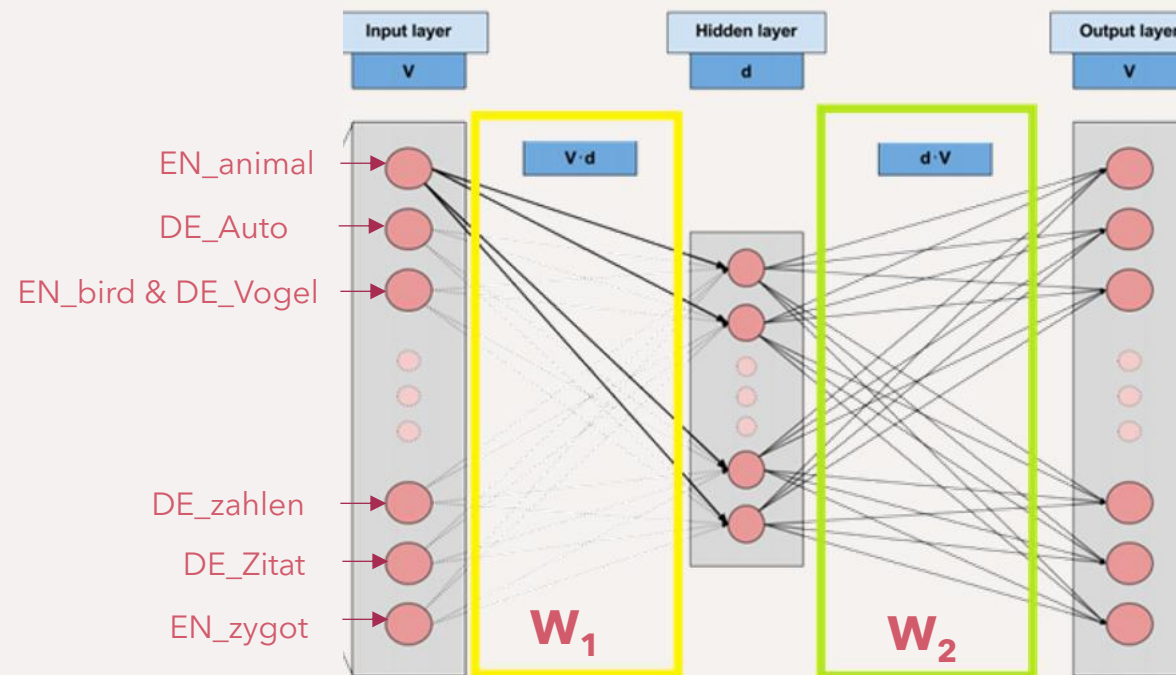 Input layer
Hidden layer
Output layer
V
d
V
V·d
d·V
EN_animal
DE_Auto
EN_bird & DE_Vogel
DE_zahlen
DE_Zitat
EN_zygot
W₁
W₂